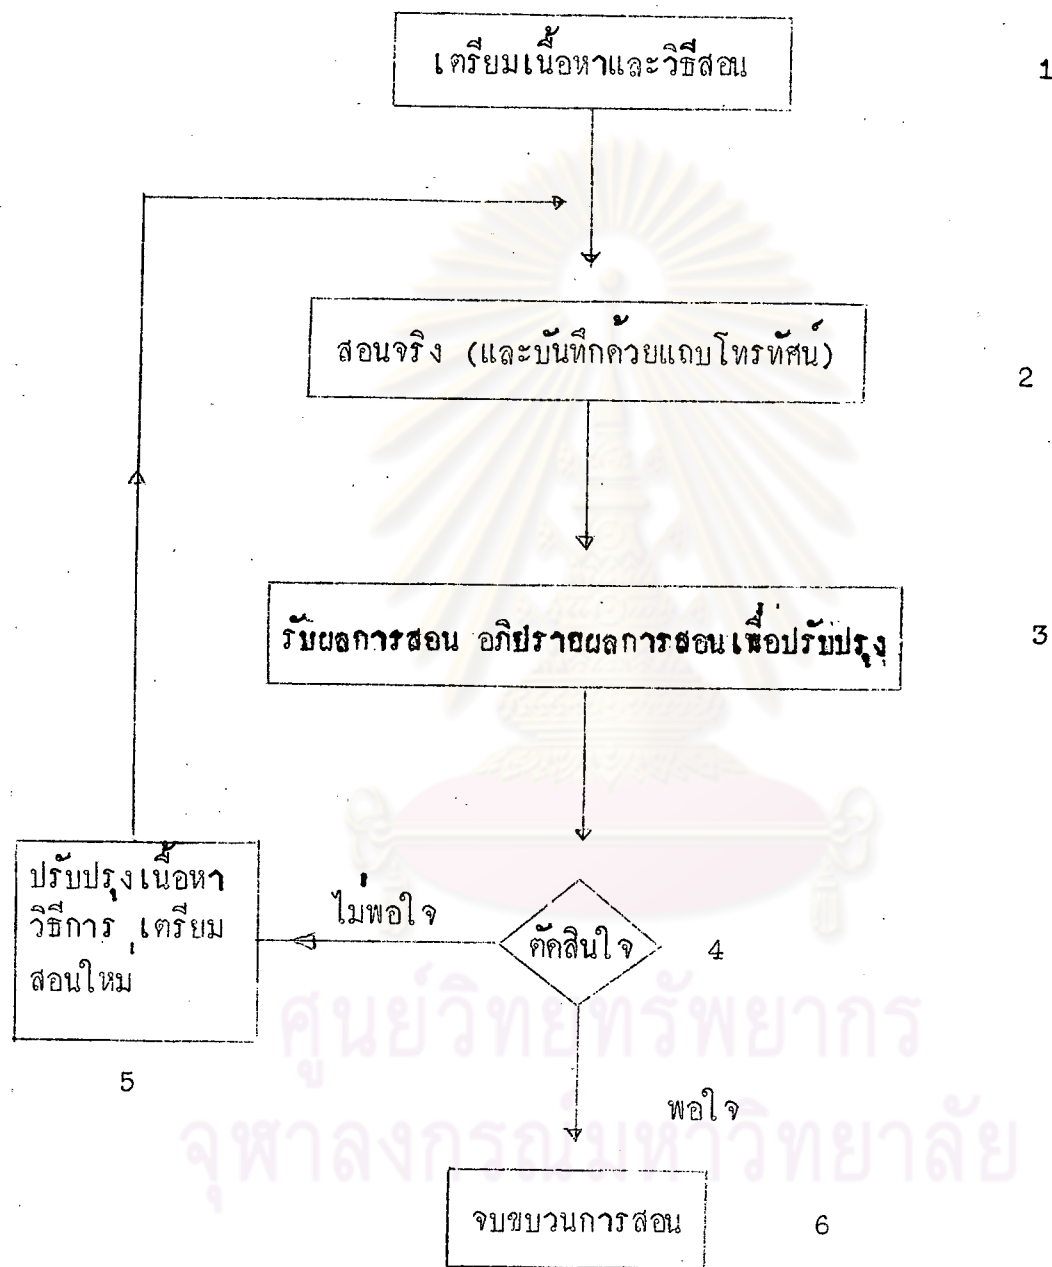 เตรียมเนื้อหาและวิธีสอน
1
สอนจริง (และบันทึกด้วยแถบโทรทัศน์)
2
รับผลการสอน อภิปรายผลการสอนเพื่อปรับปรุง
3
ปรับปรุงเนื้อหา
วิธีการ เตรียม
สอนใหม่
ไม่พอใจ
ตัดสินใจ
4
5
พอใจ
จบขบวนการสอน
6
ศูนย์วิทยทรัพยากร
จุฬาลงกรณ์มหาวิทยาลัย